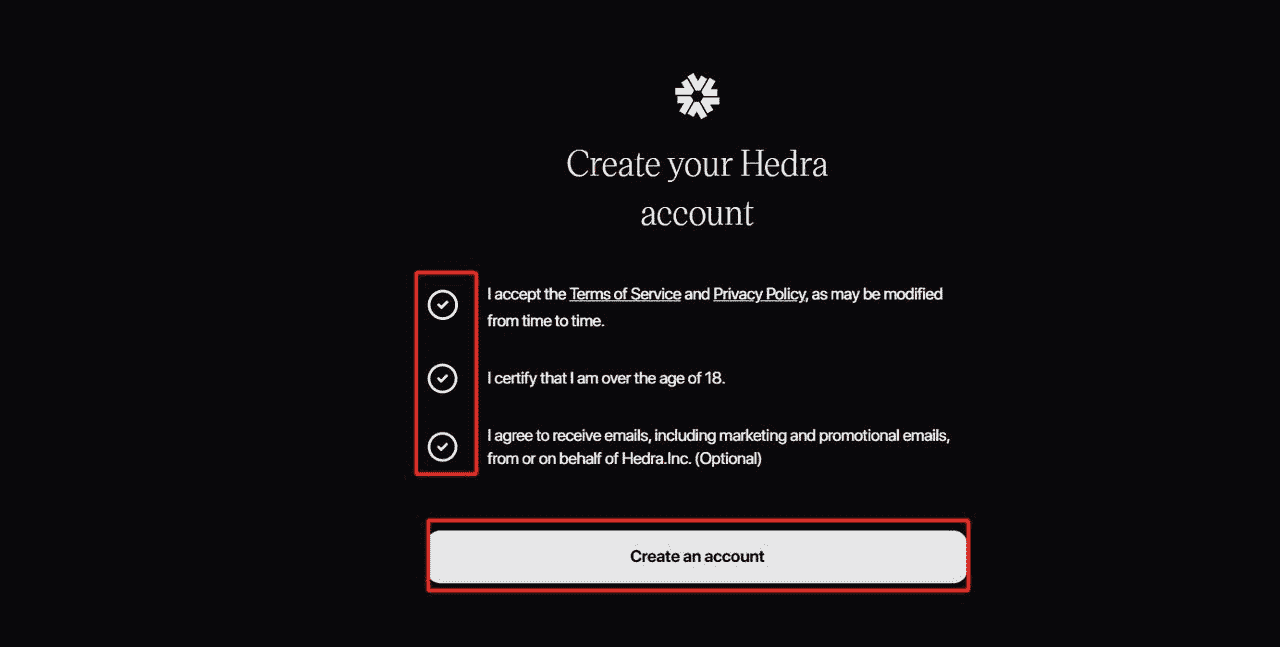 Create your Hedra
account
I accept the Terms of Service and Privacy Policy, as may be modified
from time to time.
I certify that I am over the age of 18.
I agree to receive emails, including marketing and promotional emails,
from or on behalf of Hedra.Inc. (Optional)
Create an account